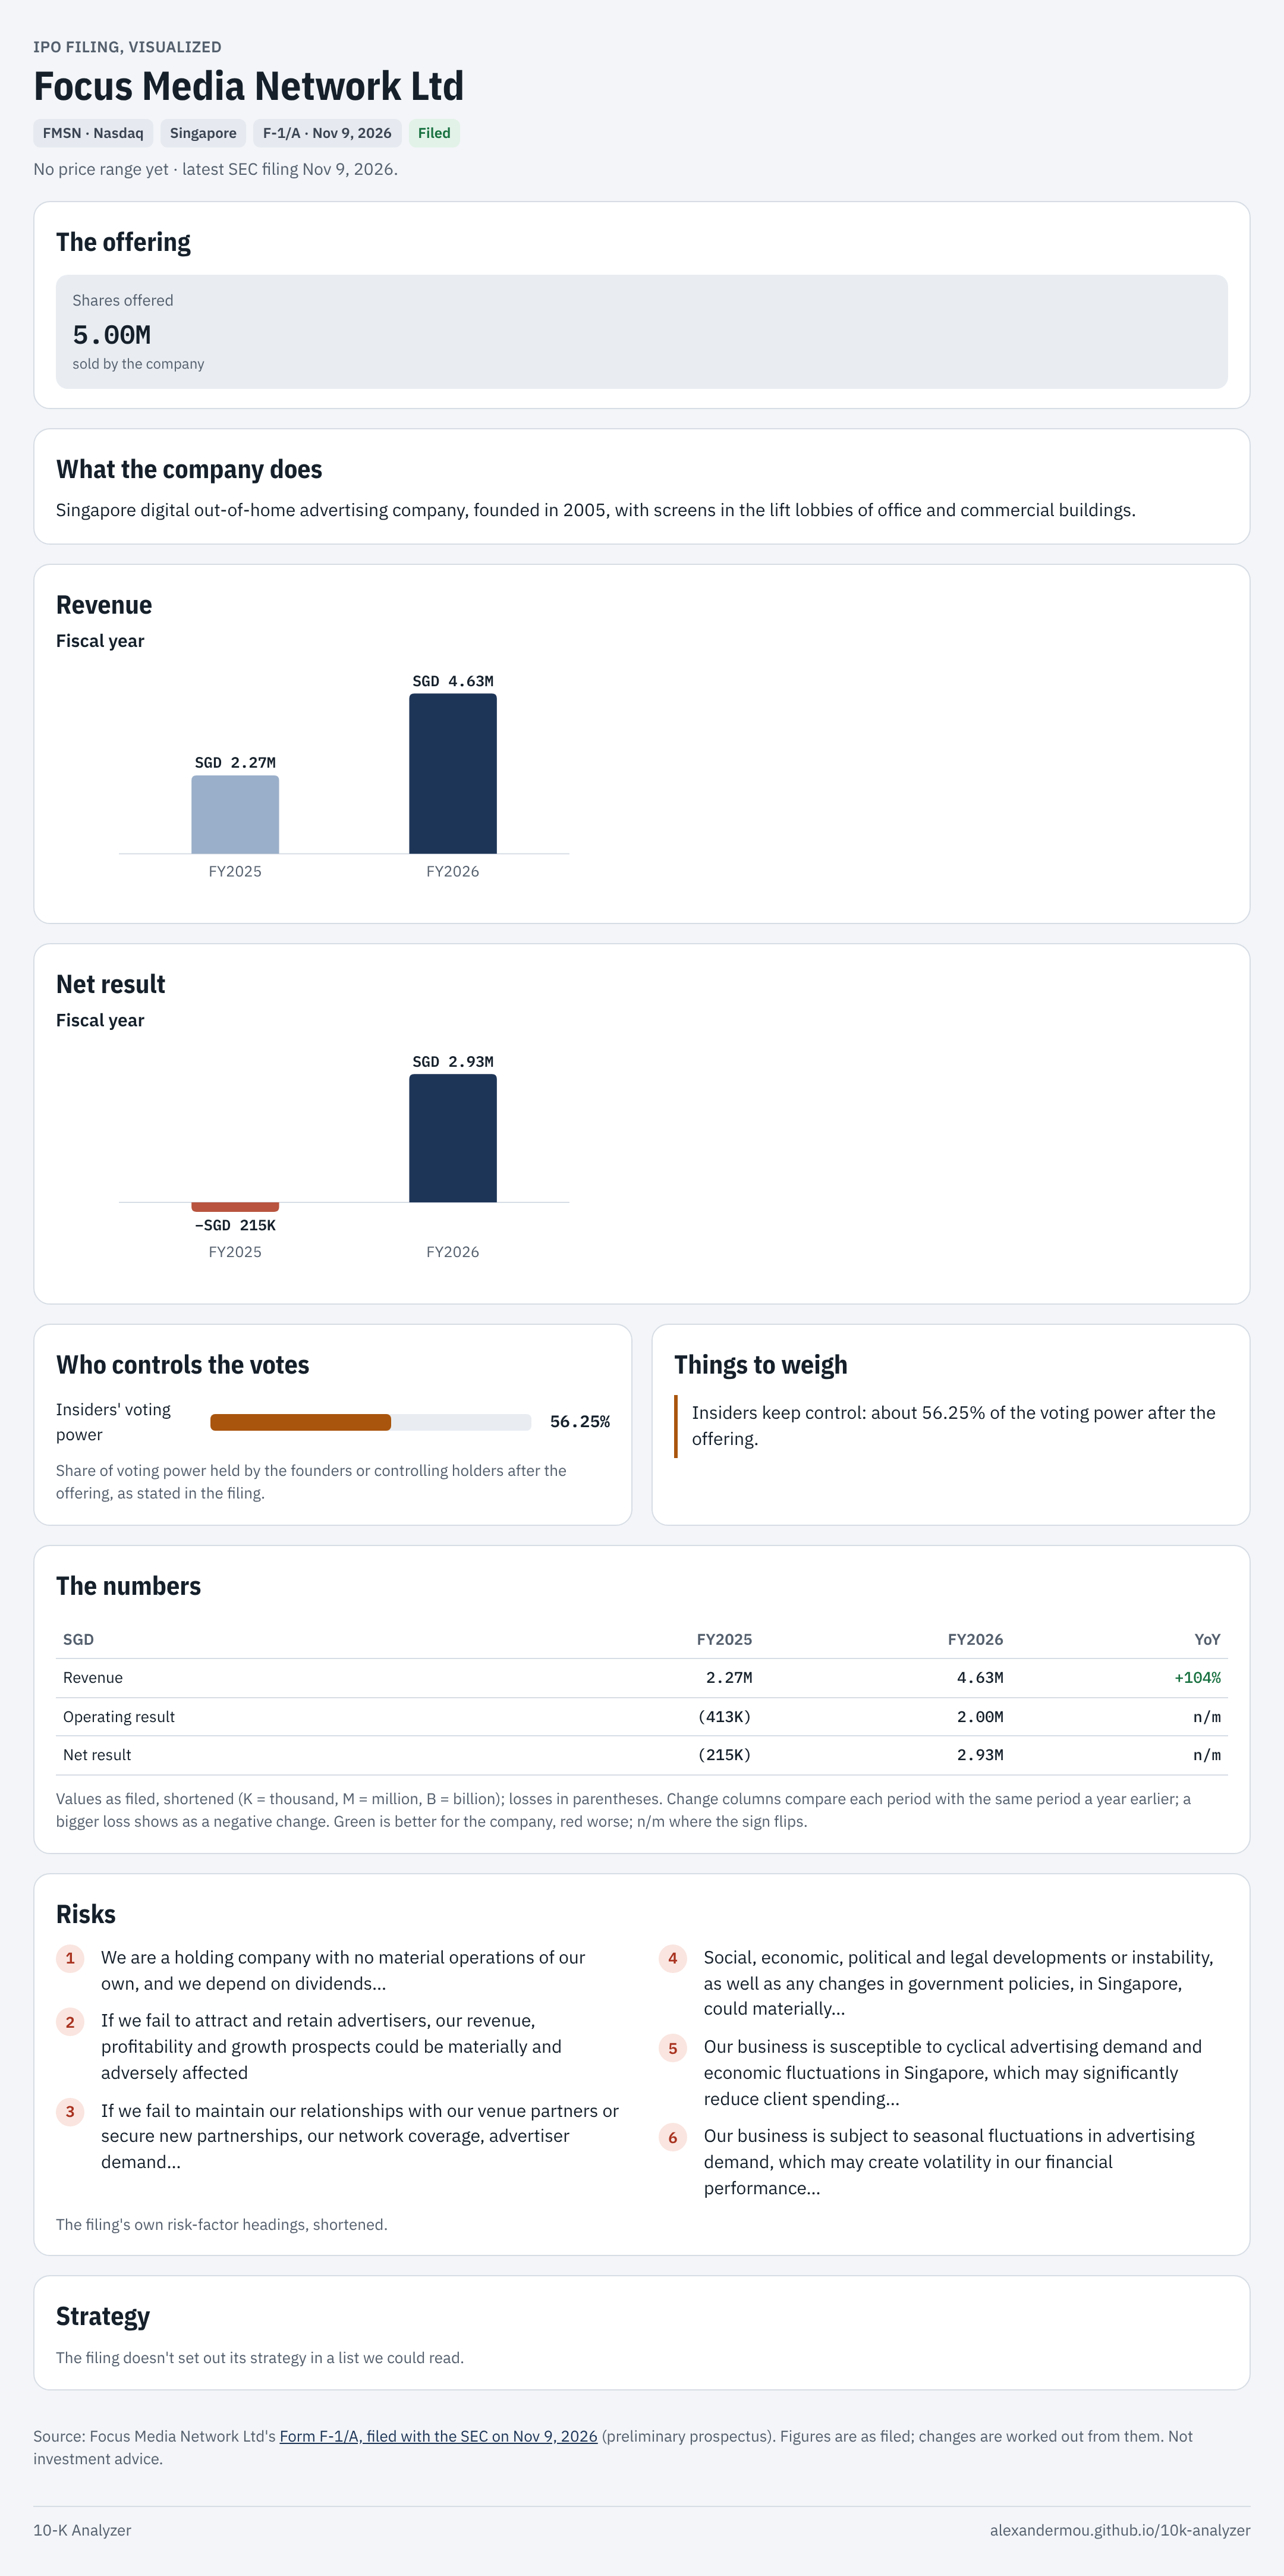 IPO FILING, VISUALIZED
Focus Media Network Ltd
FMSN · Nasdaq
Singapore
F-1/A · Nov 9, 2026
Filed
No price range yet · latest SEC filing Nov 9, 2026.
The offering
Shares offered
5.00M
sold by the company
What the company does
Singapore digital out-of-home advertising company, founded in 2005, with screens in the lift lobbies of office and commercial buildings.
Revenue
Fiscal year
SGD 4.63M
SGD 2.27M
FY2025 FY2026
Net result
Fiscal year
SGD 2.93M
−SGD 215K
FY2025 FY2026
Who controls the votes
Insiders' voting
power
56.25%
Share of voting power held by the founders or controlling holders after the
offering, as stated in the filing.
Things to weigh
Insiders keep control: about 56.25% of the voting power after the
offering.
The numbers
SGD FY2025 FY2026 YoY
Revenue 2.27M 4.63M +104%
Operating result (413K) 2.00M n/m
Net result (215K) 2.93M n/m
Values as filed, shortened (K = thousand, M = million, B = billion); losses in parentheses. Change columns compare each period with the same period a year earlier; a
bigger loss shows as a negative change. Green is better for the company, red worse; n/m where the sign flips.
Risks
1 We are a holding company with no material operations of our
own, and we depend on dividends…
2 If we fail to attract and retain advertisers, our revenue,
profitability and growth prospects could be materially and
adversely affected
3 If we fail to maintain our relationships with our venue partners or
secure new partnerships, our network coverage, advertiser
demand…
4 Social, economic, political and legal developments or instability,
as well as any changes in government policies, in Singapore,
could materially…
5 Our business is susceptible to cyclical advertising demand and
economic fluctuations in Singapore, which may significantly
reduce client spending…
6 Our business is subject to seasonal fluctuations in advertising
demand, which may create volatility in our financial
performance…
The filing's own risk-factor headings, shortened.
Strategy
The filing doesn't set out its strategy in a list we could read.
Source: Focus Media Network Ltd's Form F-1/A, filed with the SEC on Nov 9, 2026 (preliminary prospectus). Figures are as filed; changes are worked out from them. Not
investment advice.
10-K Analyzer
alexandermou.github.io/10k-analyzer